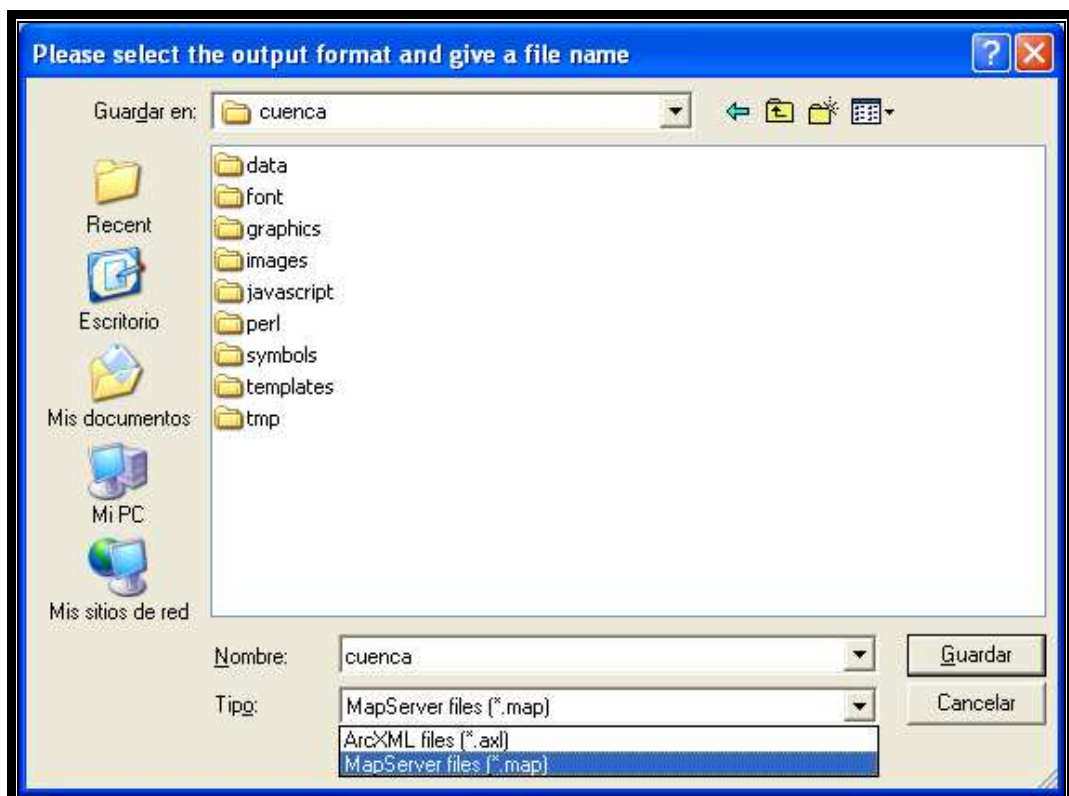 Please select the output format and give a file name
Guardar en:
cuenca
Recent
Escritorio
Mis documentos
Mi PC
Mis sitios de red
data
font
graphics
images
javascript
perl
symbols
templates
tmp
Nombre:
cuenca
Guardar
Tipo:
MapServer files (*.map)
Cancelar
ArcXML files (*.axl)
MapServer files (*.map)